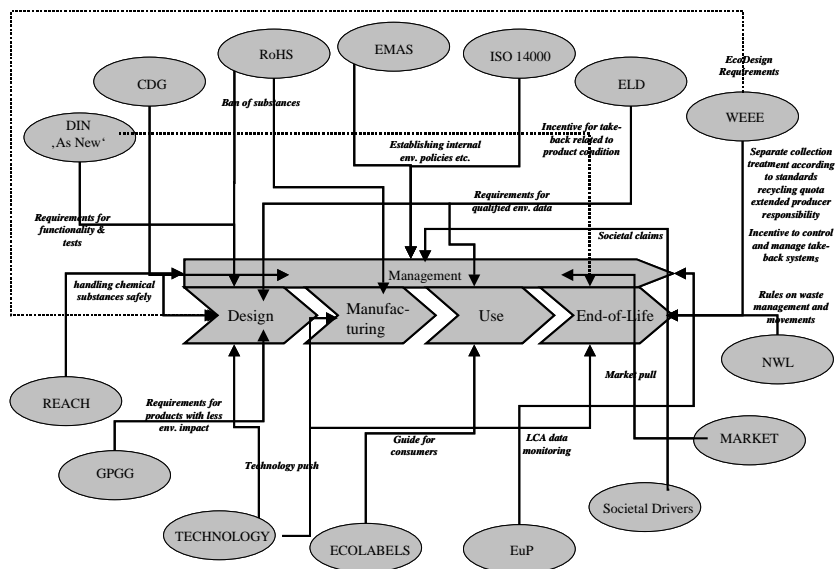 RoHS
EMAS
ISO 14000
EcoDesign
Requirements
CDG
ELD
WEEE
Ban of substances
DIN
‚As New‘
Establishing internal
env. policies etc.
Incentive for take-
back related to
product condition
Separate collection
treatment according
to standards
recycling quota
extended producer
responsibility
Requirements for
functionality &
tests
Requirements for
qualified env. data
Societal claims
Incentive to control
and manage take-
back systems
handling chemical
substances safely
Management
Design
Manufac-
turing
Use
End-of-Life
Rules on waste
management and
movements
NWL
REACH
Market pull
Requirements for
products with less
env. impact
Guide for
consumers
LCA data
monitoring
MARKET
GPGG
Technology push
Societal Drivers
TECHNOLOGY
ECOLABELS
EuP